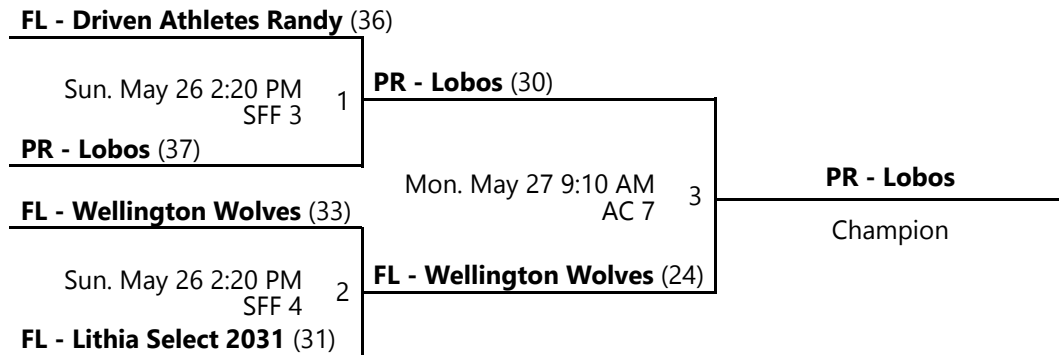 FL - Driven Athletes Randy (36)
Sun. May 26 2:20 PM
SFF 3
1
PR - Lobos (37)
PR - Lobos (30)
FL - Wellington Wolves (33)
Sun. May 26 2:20 PM
SFF 4
2
FL - Lithia Select 2031 (31)
Mon. May 27 9:10 AM
AC 7
3
FL - Wellington Wolves (24)
PR - Lobos
Champion